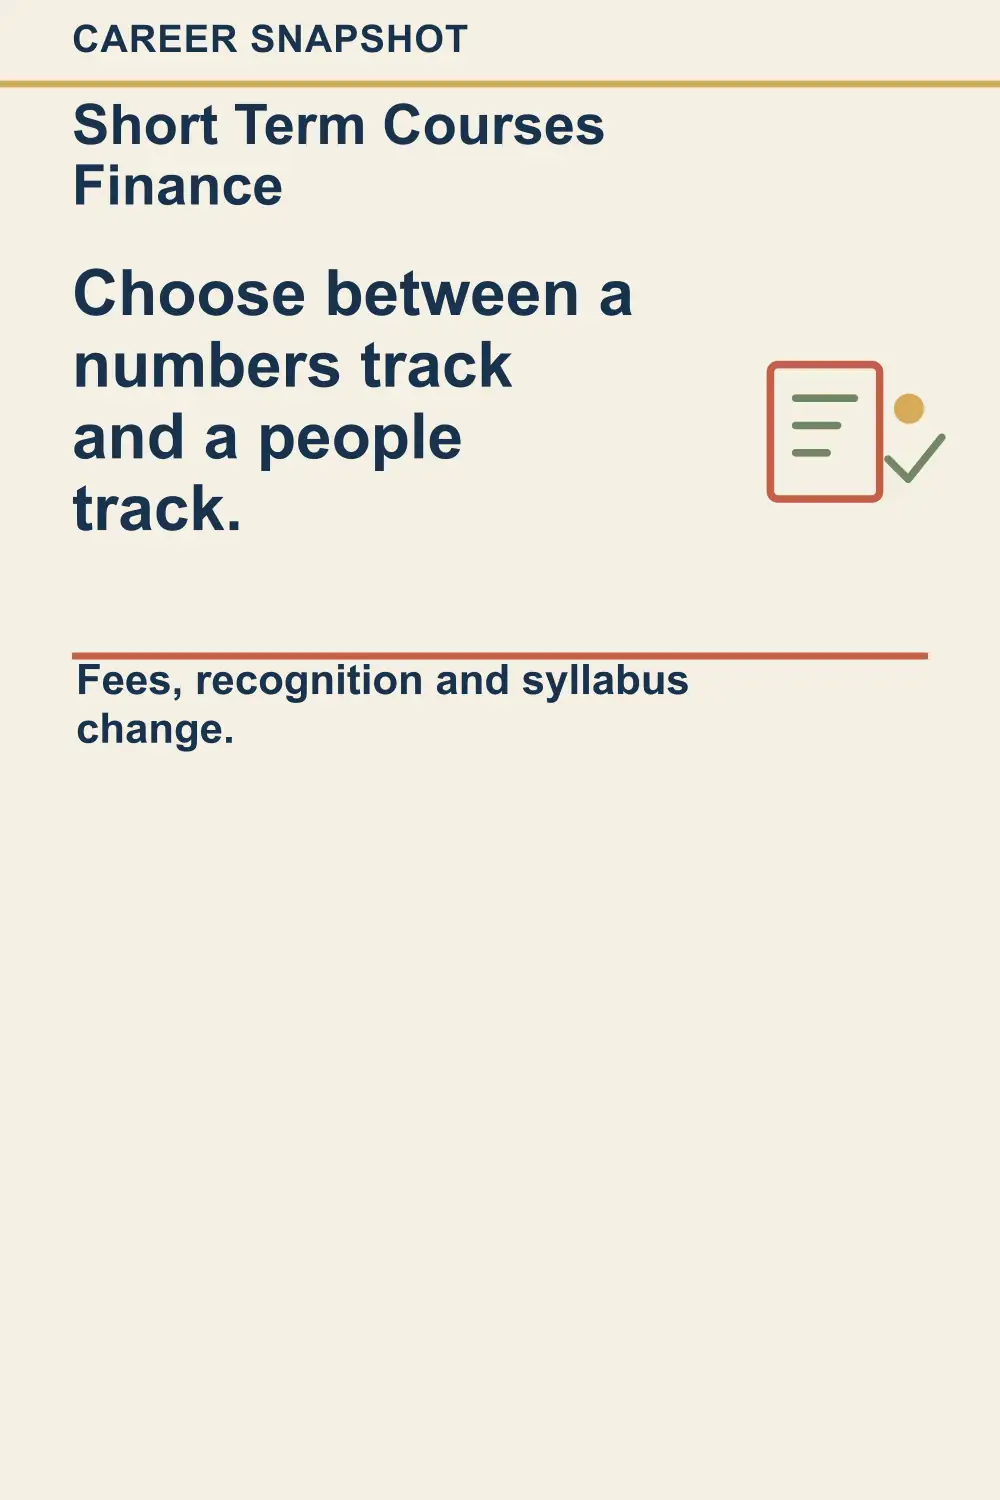 CAREER SNAPSHOT
Short Term Courses
Finance
Choose between a
numbers track
and a people
track.
Fees, recognition and syllabus
change.